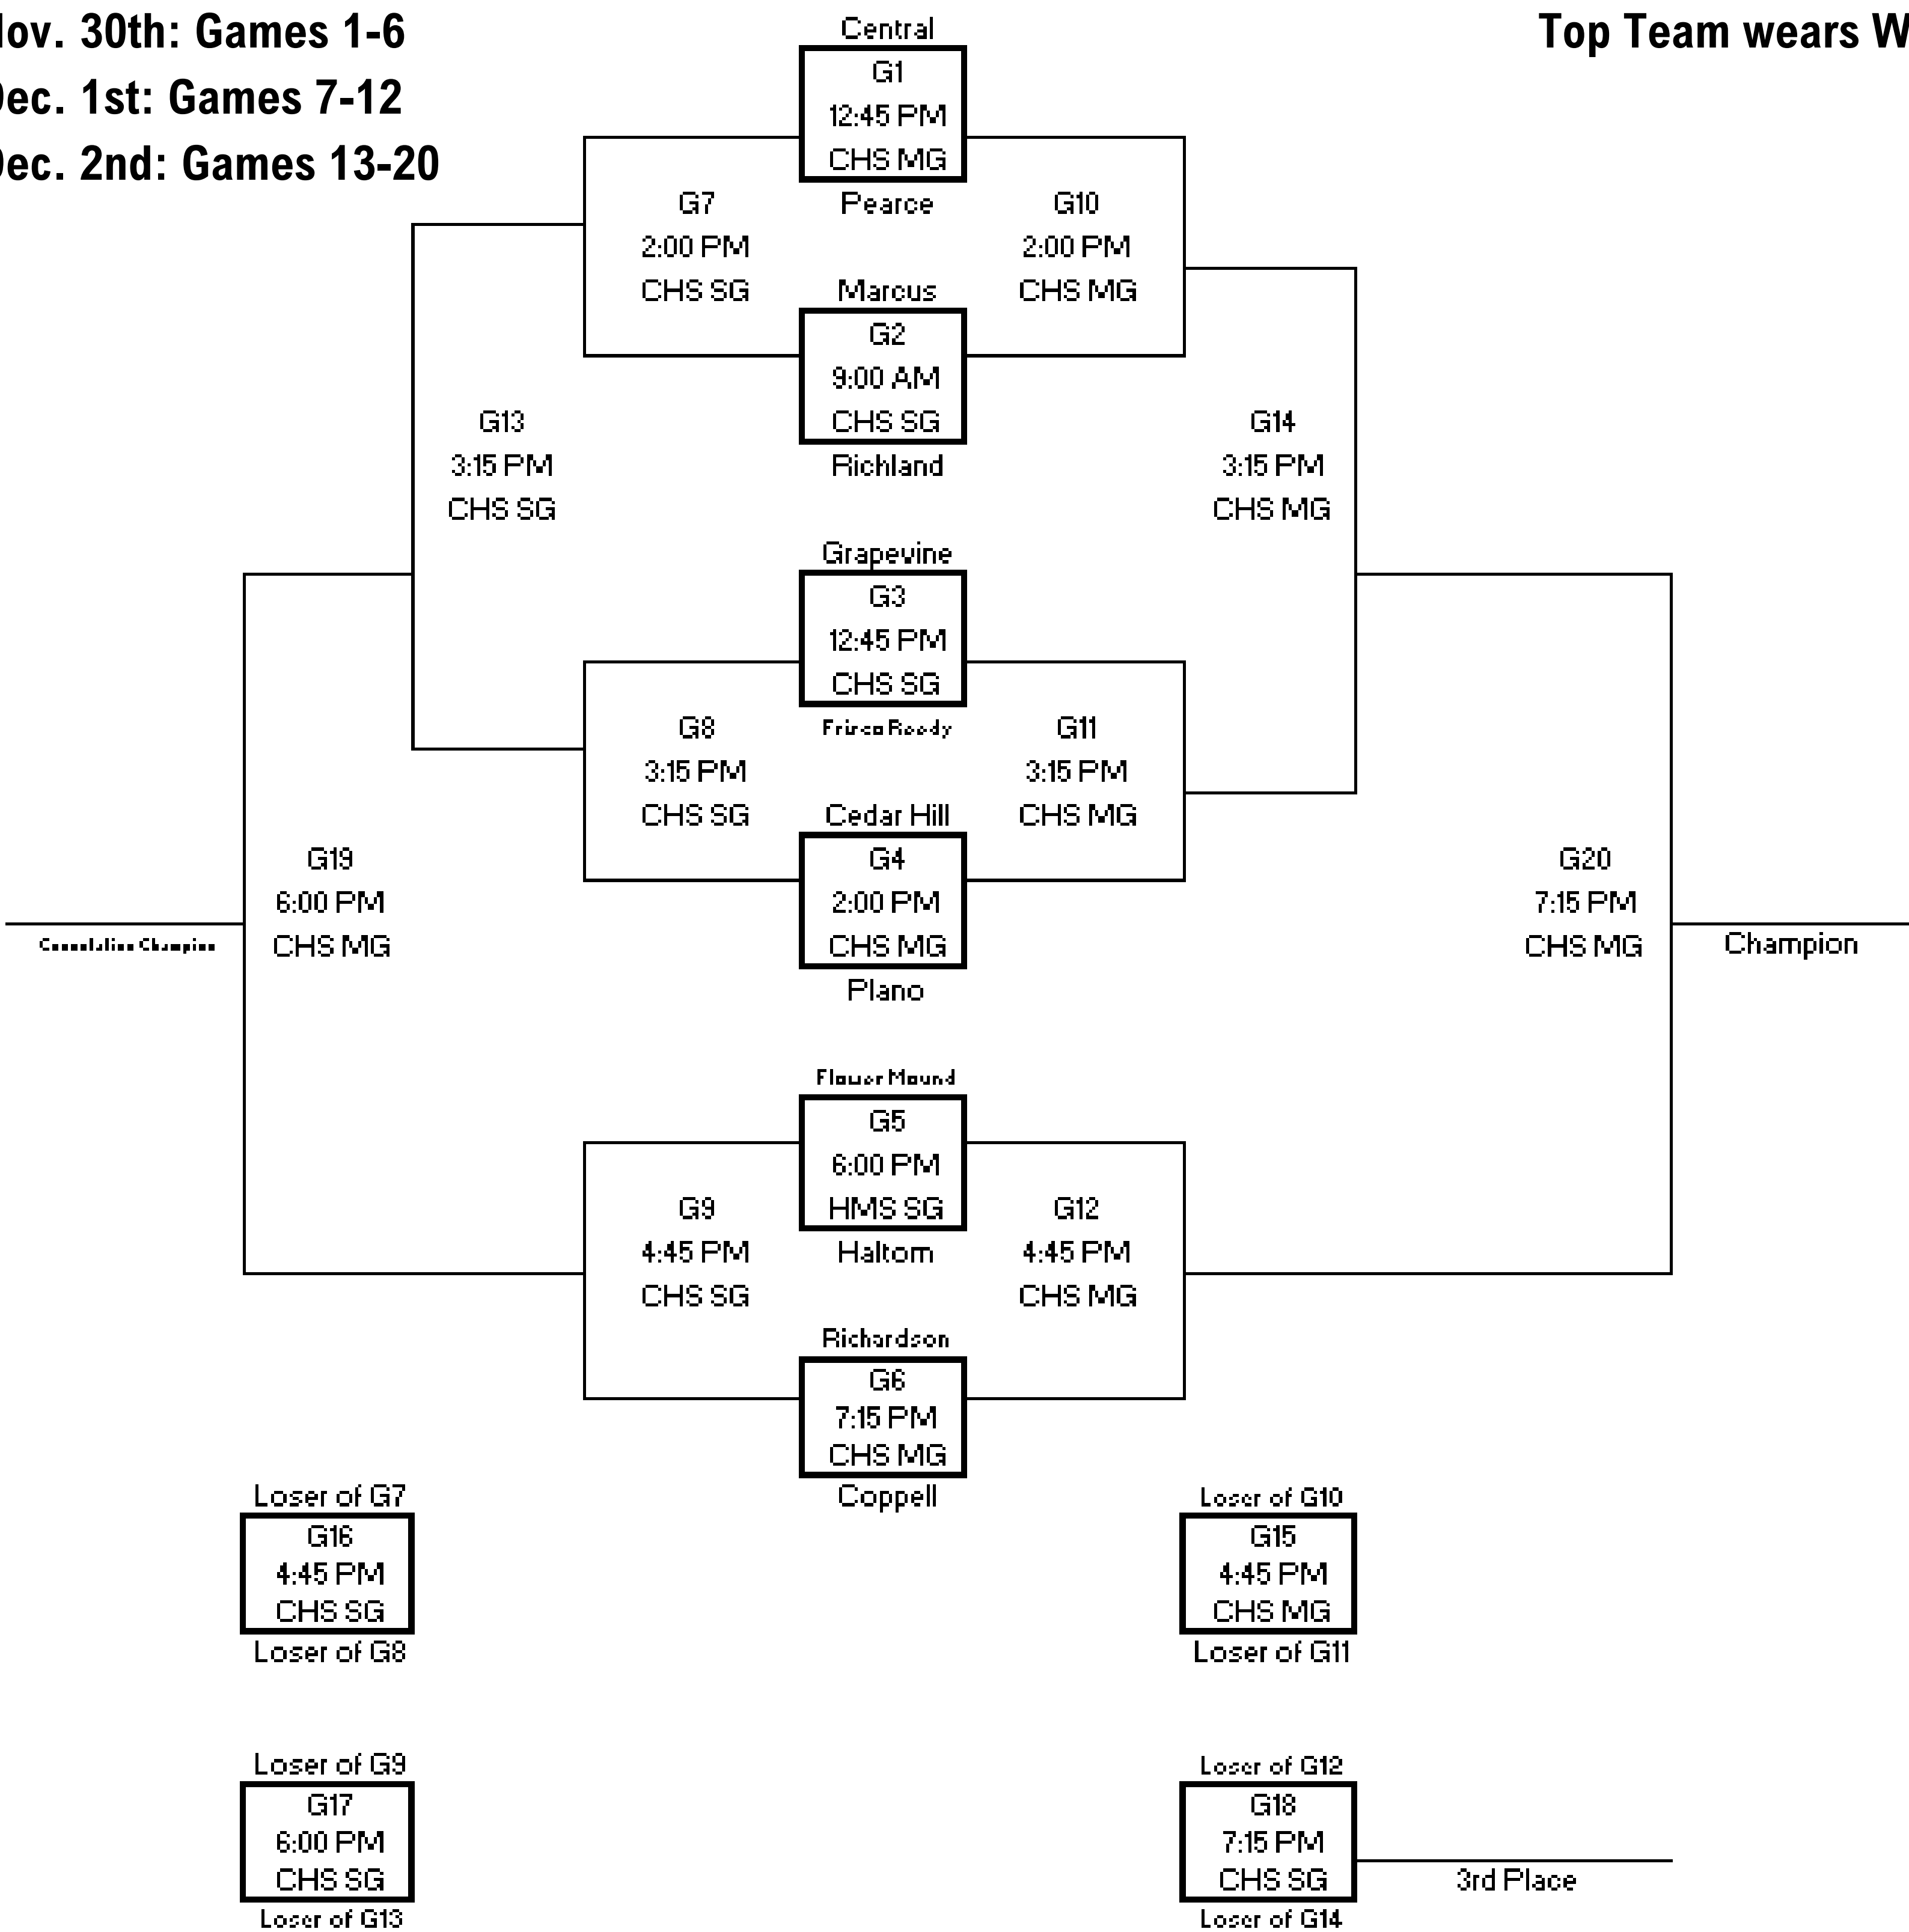 ov. 30th: Games 1-6
Top Team wears W
ec. 1st: Games 7-12
ec. 2nd: Games 13-20
Central
G1
12:45 PM
CHS MG
Pearce
G7
2:00 PM
CHS SG
G10
2:00 PM
CHS MG
Marcus
G2
9:00 AM
CHS SG
Richland
G13
3:15 PM
CHS SG
G14
3:15 PM
CHS MG
Grapevine
G3
12:45 PM
CHS SG
Frisco Reedy
G8
3:15 PM
CHS SG
G11
3:15 PM
CHS MG
Cedar Hill
G4
2:00 PM
CHS MG
Plano
G19
6:00 PM
CHS MG
G20
7:15 PM
CHS MG
Champion
Champion
Flower Mound
G5
6:00 PM
HMS SG
Haltom
G9
4:45 PM
CHS SG
G12
4:45 PM
CHS MG
Richardson
G6
7:15 PM
CHS MG
Coppell
Loser of G7
G16
4:45 PM
CHS SG
Loser of G8
Loser of G10
G15
4:45 PM
CHS MG
Loser of G11
Loser of G9
G17
6:00 PM
CHS SG
Loser of G13
Loser of G12
G18
7:15 PM
CHS SG
Loser of G14
3rd Place